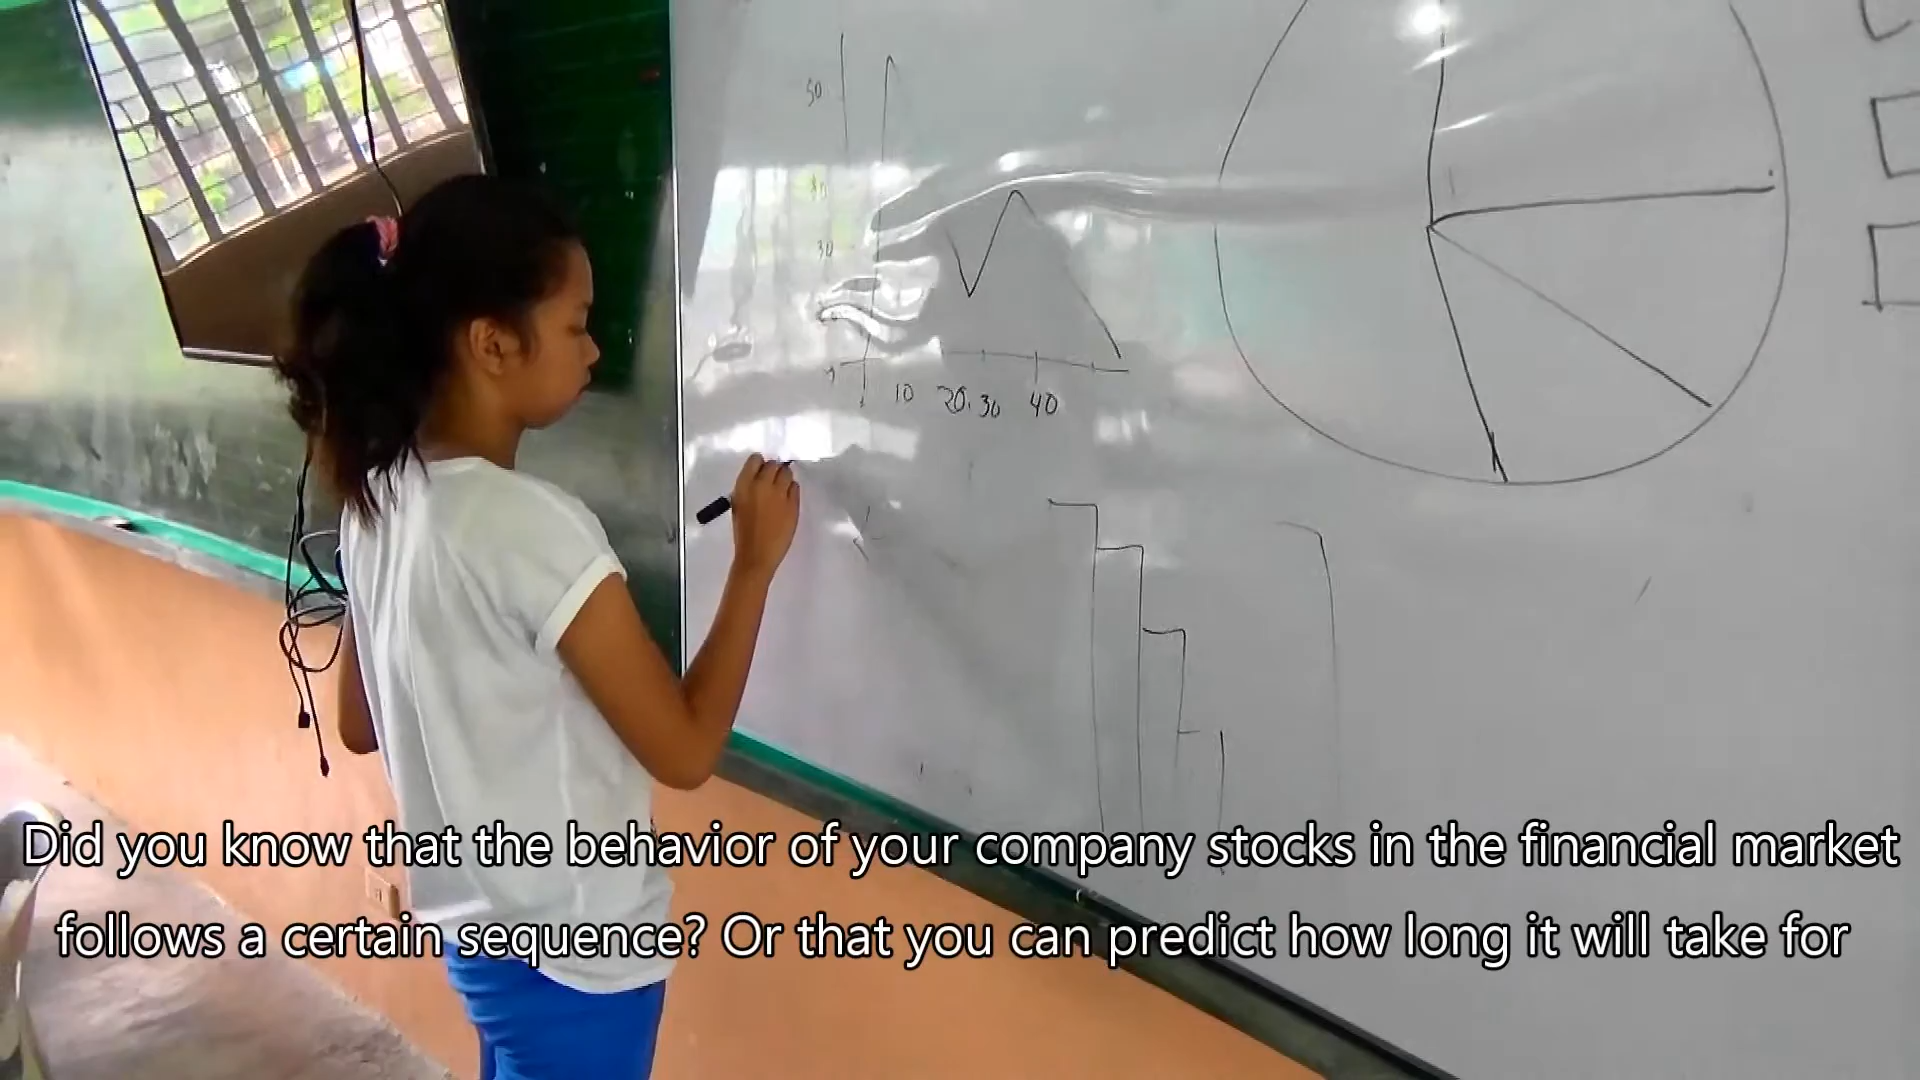 50
30
10 20 30 40
Did you know that the behavior of your company stocks in the financial market
follows a certain sequence? Or that you can predict how long it will take for